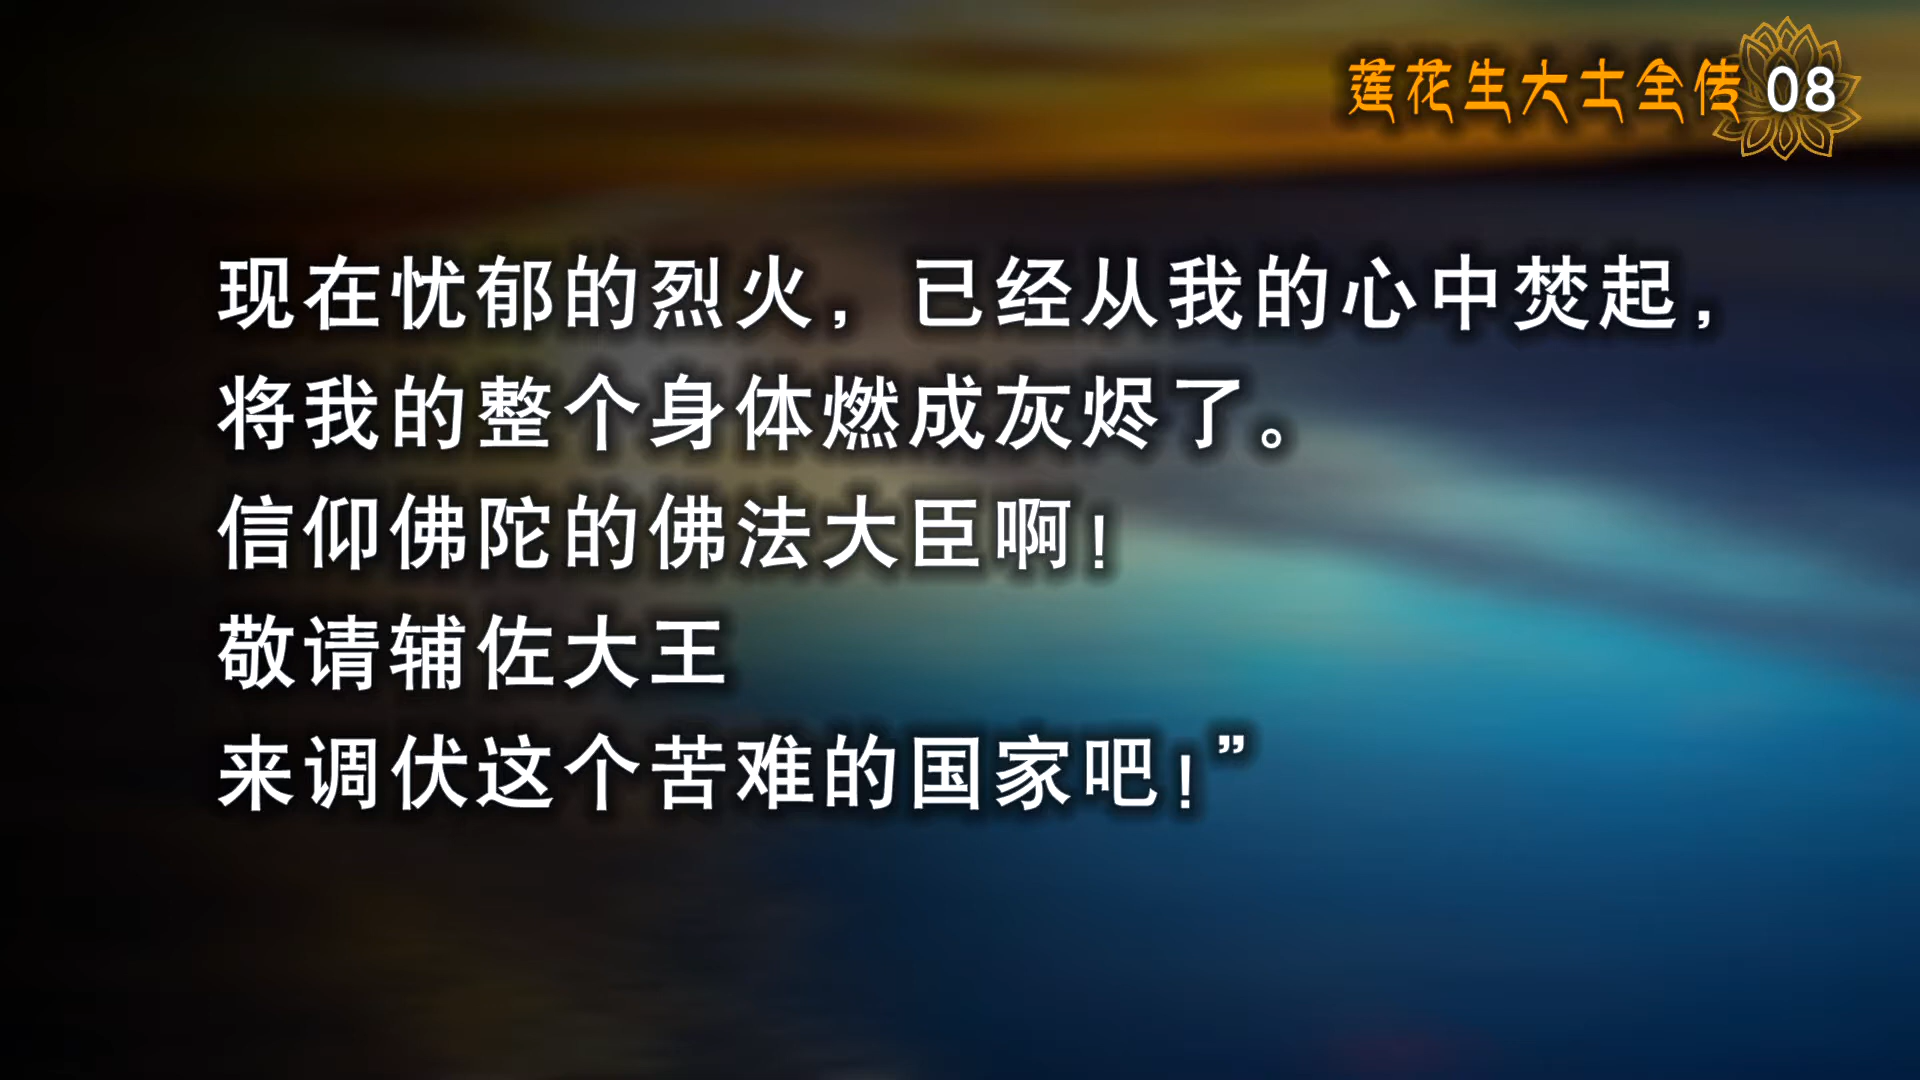 莲花生大士全传 08
现在忧郁的烈火，已经从我的心中焚起，
将我的整个身体燃成灰烬了。
信仰佛陀的佛法大臣啊！
敬请辅佐大王
来调伏这个苦难的国家吧！”